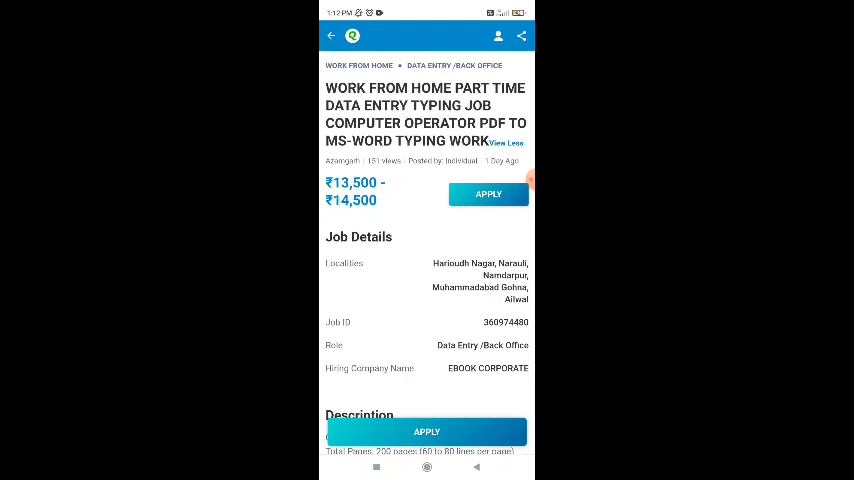 1:12 PM
WORK FROM HOME • DATA ENTRY /BACK OFFICE
WORK FROM HOME PART TIME
DATA ENTRY TYPING JOB
COMPUTER OPERATOR PDF TO
MS-WORD TYPING WORK View Less
Azamgarh | 151 views | Posted by: Individual | 1 Day Ago
₹13,500 -
₹14,500
APPLY
Job Details
Localities Harioudh Nagar, Narauli,
Namdarpur,
Muhammadabad Gohna,
Ailwal
Job ID 360974480
Role Data Entry /Back Office
Hiring Company Name EBOOK CORPORATE
Description
APPLY
Total Pages: 200 pages (60 to 80 lines per page)